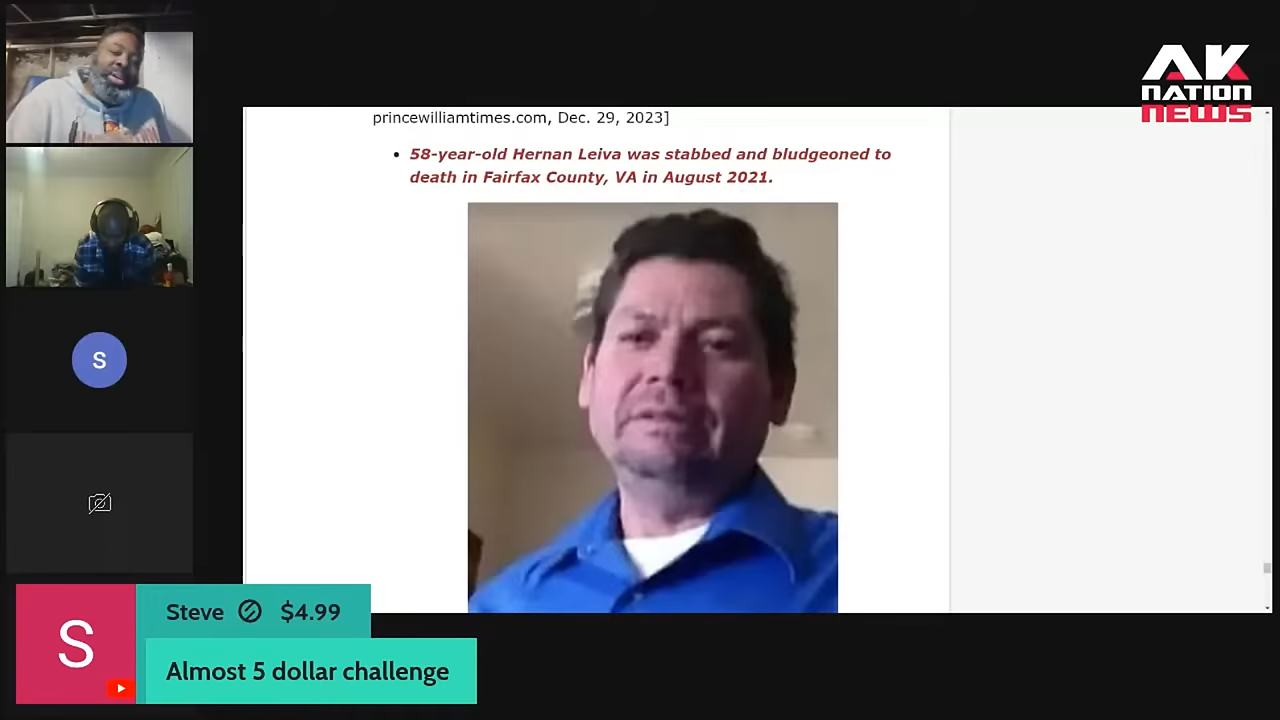 AK
NATION
NEWS
princewilliamtimes.com, Dec. 29, 2023]
• 58-year-old Hernan Leiva was stabbed and bludgeoned to
death in Fairfax County, VA in August 2021.
S
S
Steve $4.99
Almost 5 dollar challenge